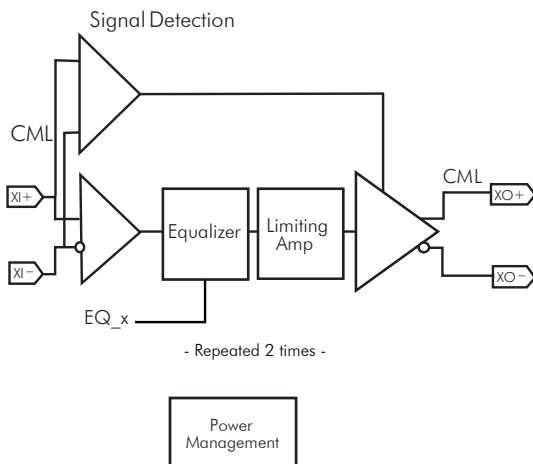 Signal Detection
CML
XI+
XI−
CML
XO+
XO−
Equalizer
Limiting
Amp
EQ_x
- Repeated 2 times -
Power
Management